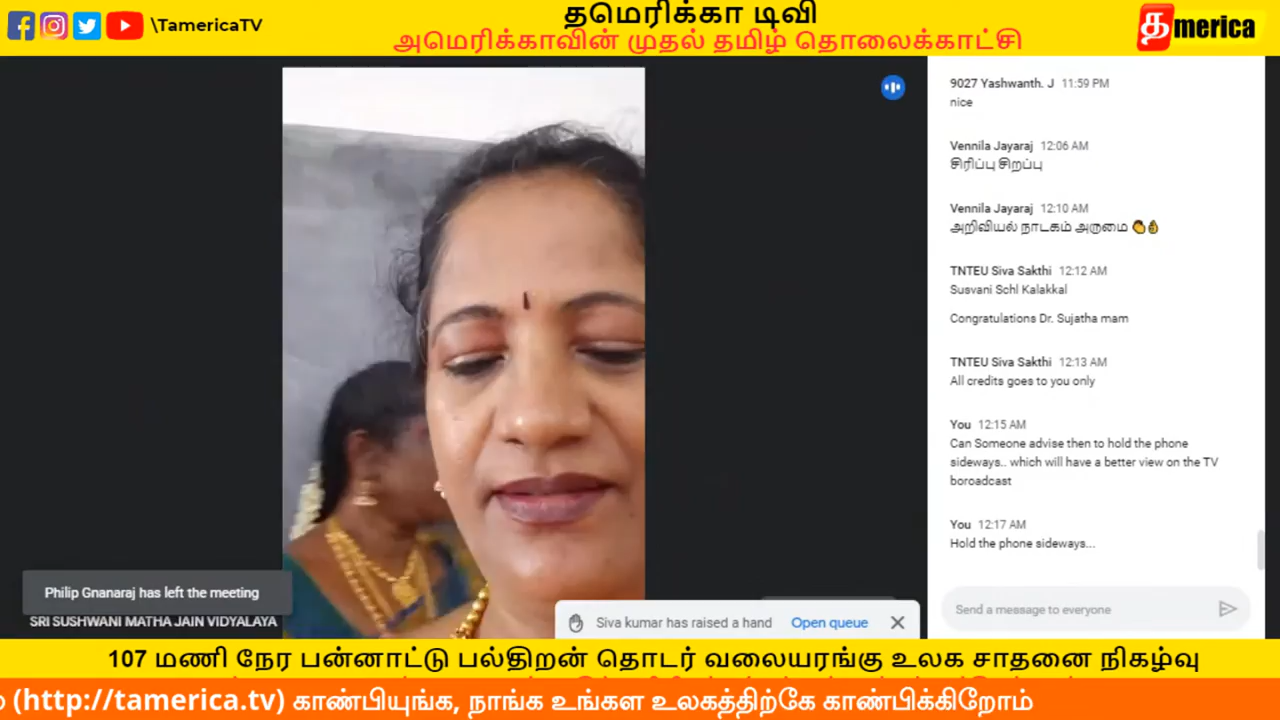 \TamericaTV
தமெரிக்கா டிவி
அமெரிக்காவின் முதல் தமிழ் தொலைக்காட்சி
தmerica
9027 Yashwanth. J 11:59 PM
nice
Vennila Jayaraj 12:06 AM
சிரிப்பு சிறப்பு
Vennila Jayaraj 12:10 AM
அறிவியல் நாடகம் அருமை 👏👌
TNTEU Siva Sakthi 12:12 AM
Susvani Schl Kalakkal
Congratulations Dr. Sujatha mam
TNTEU Siva Sakthi 12:13 AM
All credits goes to you only
You 12:15 AM
Can Someone advise then to hold the phone
sideways.. which will have a better view on the TV
boroadcast
You 12:17 AM
Hold the phone sideways...
Send a message to everyone
Philip Gnanaraj has left the meeting
SRI SUSHWANI MATHA JAIN VIDYALAYA
Siva kumar has raised a hand Open queue
107 மணி நேர பன்னாட்டு பல்திறன் தொடர் வலையரங்கு உலக சாதனை நிகழ்வு
(http://tamerica.tv) காண்பியுங்க, நாங்க உங்கள உலகத்திற்கே காண்பிக்கிறோம்